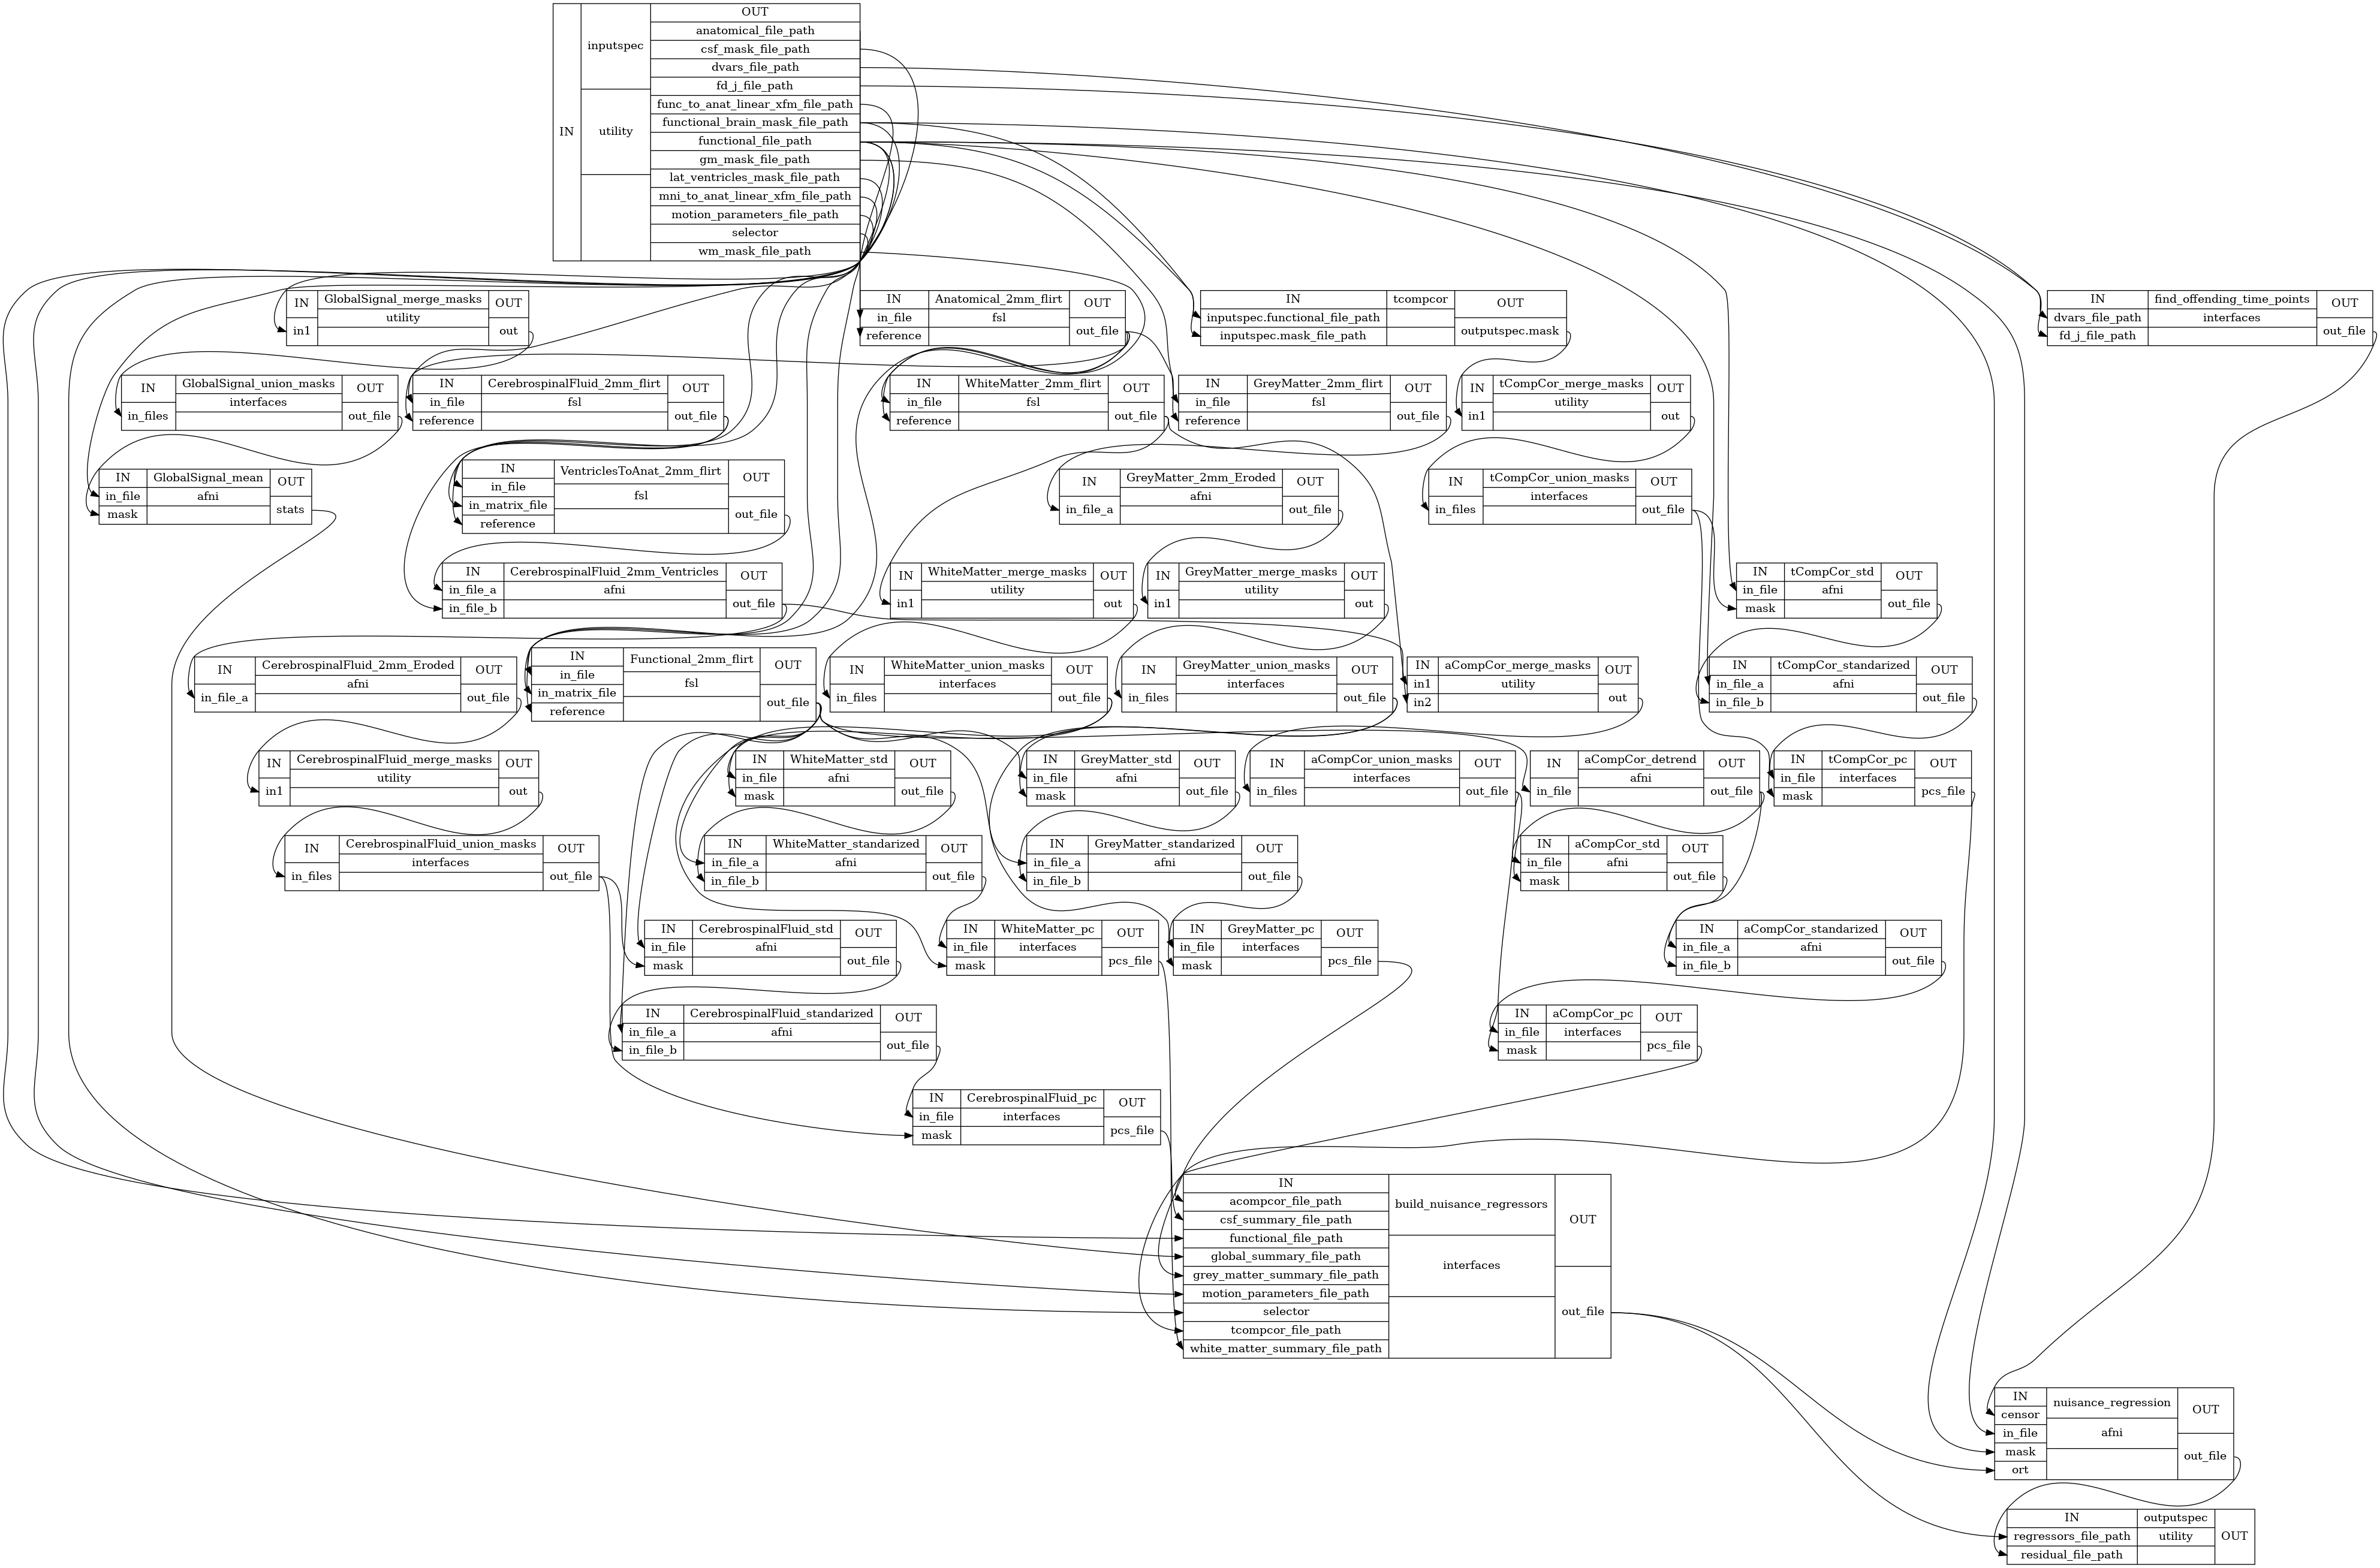 OUT
anatomical_file_path
inputspec
csf_mask_file_path
dvars_file_path
fd_j_file_path
func_to_anat_linear_xfm_file_path
IN
utility
functional_brain_mask_file_path
functional_file_path
gm_mask_file_path
lat_ventricles_mask_file_path
mni_to_anat_linear_xfm_file_path
motion_parameters_file_path
selector
wm_mask_file_path
IN GlobalSignal_merge_masks OUT
utility
in1 out
IN Anatomical_2mm_flirt OUT
in_file fsl
reference out_file
IN tcompcor OUT
inputspec.functional_file_path
inputspec.mask_file_path outputspec.mask
IN find_offending_time_points OUT
dvars_file_path interfaces
fd_j_file_path out_file
IN GlobalSignal_union_masks OUT
interfaces
in_files out_file
IN CerebrospinalFluid_2mm_flirt OUT
in_file fsl
reference out_file
IN WhiteMatter_2mm_flirt OUT
in_file fsl
reference out_file
IN GreyMatter_2mm_flirt OUT
in_file fsl
reference out_file
IN tCompCor_merge_masks OUT
utility
in1 out
IN GlobalSignal_mean OUT
in_file afni
mask stats
IN VentriclesToAnat_2mm_flirt OUT
in_file
in_matrix_file fsl
reference out_file
IN GreyMatter_2mm_Eroded OUT
afni
in_file_a out_file
IN tCompCor_union_masks OUT
interfaces
in_files out_file
IN CerebrospinalFluid_2mm_Ventricles OUT
in_file_a afni
in_file_b out_file
IN WhiteMatter_merge_masks OUT
utility
in1 out
IN GreyMatter_merge_masks OUT
utility
in1 out
IN tCompCor_std OUT
in_file afni
mask out_file
IN CerebrospinalFluid_2mm_Eroded OUT
afni
in_file_a out_file
IN Functional_2mm_flirt OUT
in_file
in_matrix_file fsl
reference out_file
IN WhiteMatter_union_masks OUT
interfaces
in_files out_file
IN GreyMatter_union_masks OUT
interfaces
in_files out_file
IN aCompCor_merge_masks OUT
in1 utility
in2 out
IN tCompCor_standarized OUT
in_file_a afni
in_file_b out_file
IN CerebrospinalFluid_merge_masks OUT
utility
in1 out
IN WhiteMatter_std OUT
in_file afni
mask out_file
IN GreyMatter_std OUT
in_file afni
mask out_file
IN aCompCor_union_masks OUT
interfaces
in_files out_file
IN aCompCor_detrend OUT
afni
in_file out_file
IN tCompCor_pc OUT
in_file interfaces
mask pcs_file
IN CerebrospinalFluid_union_masks OUT
interfaces
in_files out_file
IN WhiteMatter_standarized OUT
in_file_a afni
in_file_b out_file
IN GreyMatter_standarized OUT
in_file_a afni
in_file_b out_file
IN aCompCor_std OUT
in_file afni
mask out_file
IN CerebrospinalFluid_std OUT
in_file afni
mask out_file
IN WhiteMatter_pc OUT
in_file interfaces
mask pcs_file
IN GreyMatter_pc OUT
in_file interfaces
mask pcs_file
IN aCompCor_standarized OUT
in_file_a afni
in_file_b out_file
IN CerebrospinalFluid_standarized OUT
in_file_a afni
in_file_b out_file
IN aCompCor_pc OUT
in_file interfaces
mask pcs_file
IN CerebrospinalFluid_pc OUT
in_file interfaces
mask pcs_file
IN
acompcor_file_path build_nuisance_regressors
csf_summary_file_path OUT
functional_file_path
global_summary_file_path
grey_matter_summary_file_path interfaces
motion_parameters_file_path
selector out_file
tcompcor_file_path
white_matter_summary_file_path
IN nuisance_regression OUT
censor
in_file afni
mask out_file
ort
IN outputspec OUT
regressors_file_path utility
residual_file_path